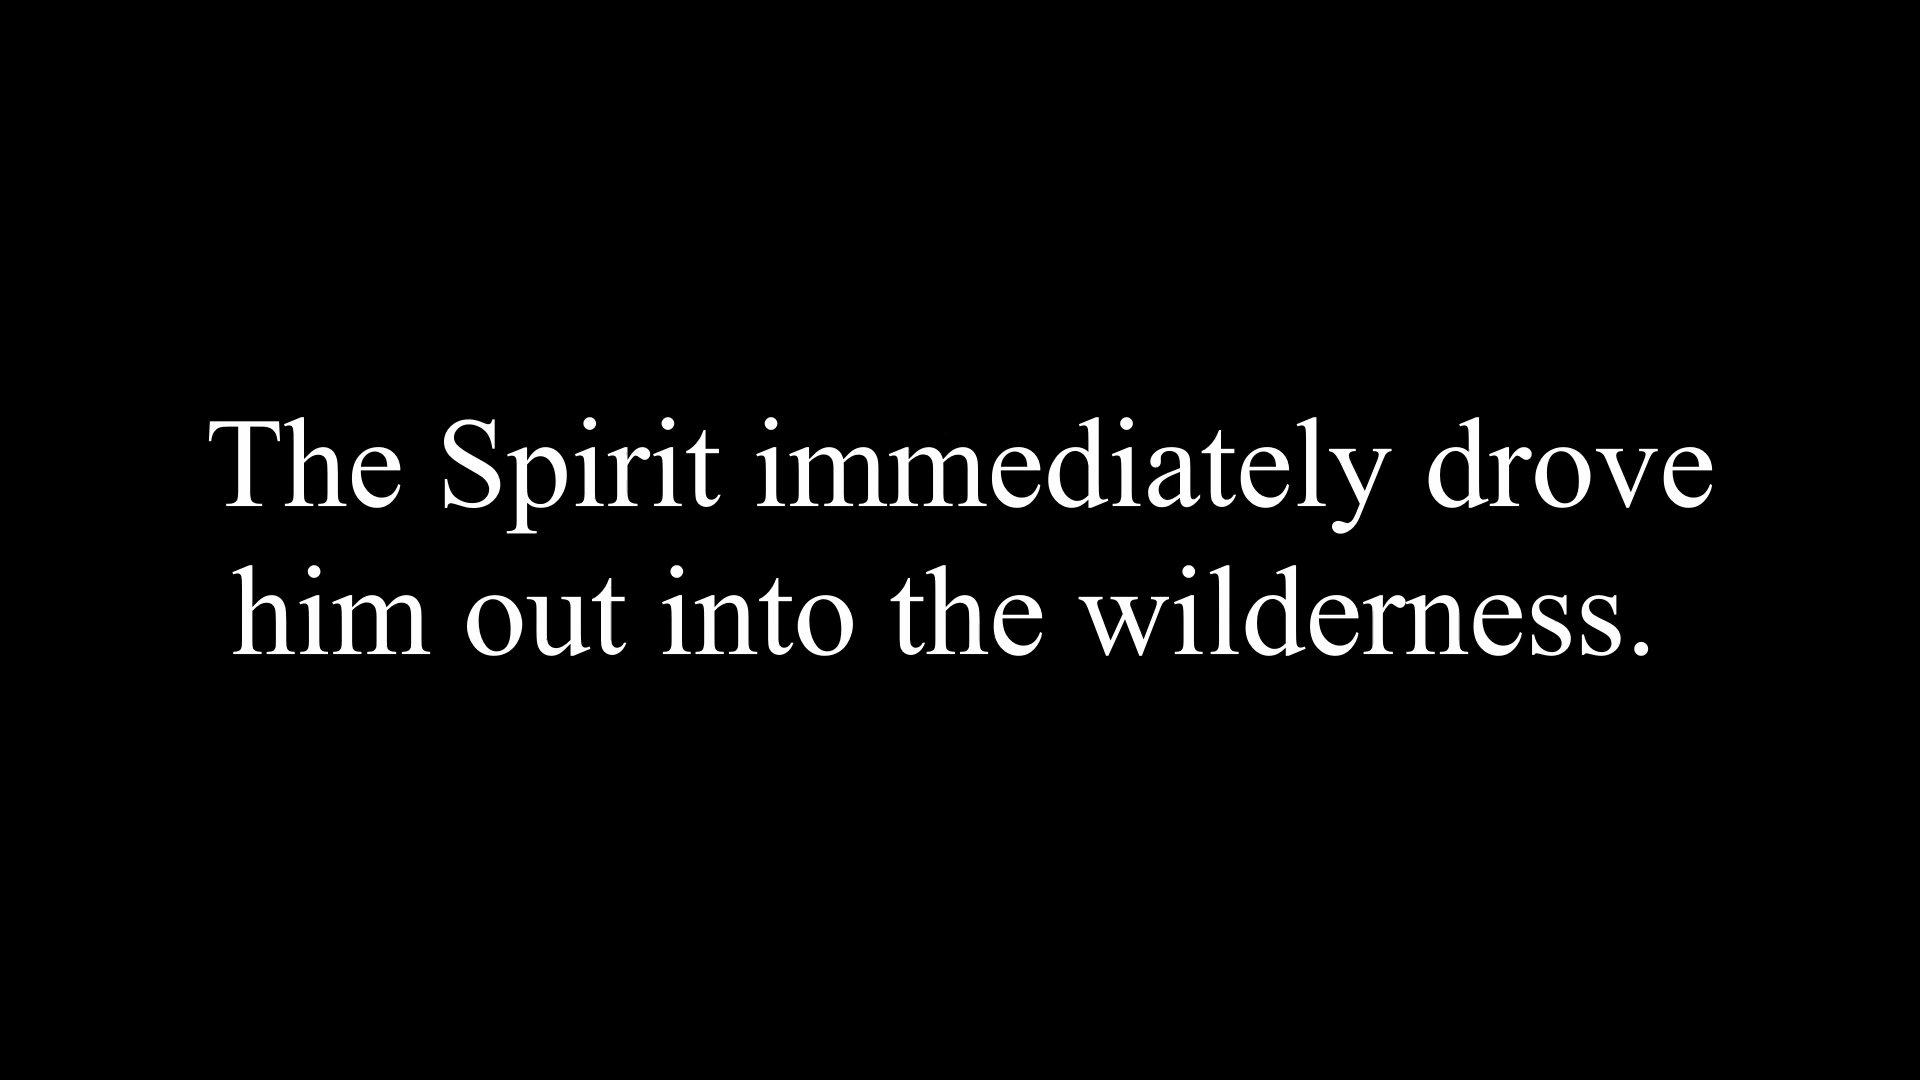 The Spirit immediately drove
him out into the wilderness.